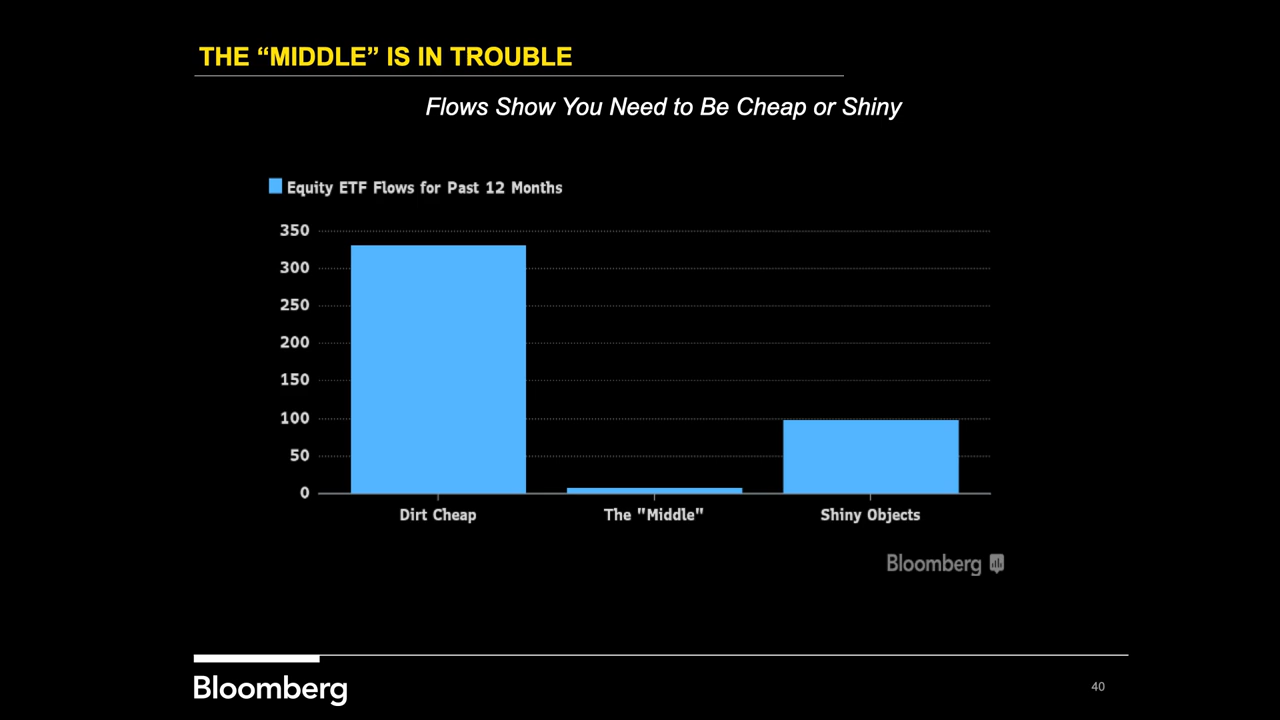 THE “MIDDLE” IS IN TROUBLE
Flows Show You Need to Be Cheap or Shiny
Equity ETF Flows for Past 12 Months
350
300
250
200
150
100
50
0
Dirt Cheap
The "Middle"
Shiny Objects
Bloomberg
Bloomberg
40